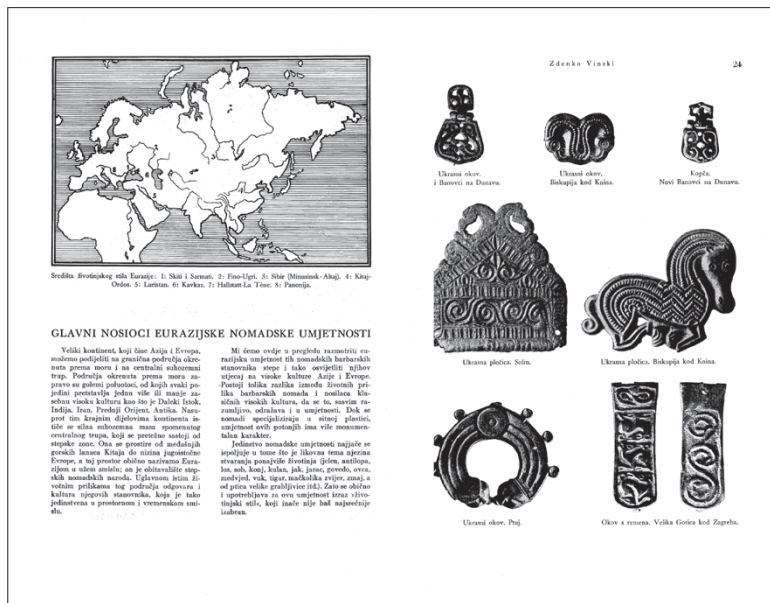 Središta životinjskog stila Eurazije: 1: Skiti i Sarmati. 2: Fino-Ugri. 3: Sibir (Minusinsk-Altaj). 4: Kitaj-
Ordos. 5: Luristan. 6: Kavkaz. 7: Hallstatt-La Tène. 8: Panonija.
GLAVNI NOSIOCI EURAZIJSKE NOMADSKE UMJETNOSTI
Veliki kontinent, koji čine Azija i Evropa,
možemo podijeliti na granična područja okre-
nuta prema moru i na centralni suhozemni
trup. Područja okrenuta prema moru za-
pravo su golemi poluotoci, od kojih svaki po-
jedini pretstavlja jednu više ili manje za-
sebnu visoku kulturu kao što je Daleki Istok,
Indija, Iran, Prednji Orijent, Antika. Nasu-
prot tim krajnim dijelovima kontinenta is-
tiče se silna suhozemna masa spomenutog
centralnog trupa, koji se pretežno sastoji od
stepske zone. Ona se prostire od međašnjih
gorskih lanaca Kitaja do nizina jugoistočne
Evrope, a taj prostor obično nazivamo Eura-
zijom u užem smislu; on je obitavalište step-
skih nomadskih naroda. Uglavnom istim ži-
votnim prilikama tog područja odgovara i
kultura njegovih stanovnika, koja je tako
jedinstvena u prostornom i vremenskom smi-
slu.
Mi ćemo ovdje u pregledu razmotriti eu-
razijsku umjetnost tih nomadskih barbarskih
stanovnika stepe i tako osvijetliti njihov
utjecaj na visoke kulture Azije i Evrope.
Postoji tolika razlika između životnih pri-
lika barbarskih nomada i nosilaca kla-
sičnih visokih kultura, da se to, sasvim ra-
zumljivo, odražava i u umjetnosti. Dok se
nomadi specijaliziraju u sitnoj plastici,
umjetnost ovih potonjih ima više monumen-
talan karakter.
Jedinstvo nomadske umjetnosti najjače se
ispoljuje u tome što je likovna tema njezina
stvaranja ponajviše životinja (jelen, antilopa,
los, sob, konj, kulan, jak, jarac, govedo, ovca,
medvjed, vuk, tigar, mačkolika zvijer, zmaj, a
od ptica velike grabljivice itd.). Zato se obično
i upotrebljava za ovu umjetnost izraz »živo-
tinjski stil«, koji inače nije baš najsrećnije
izabran.
Zdenko Vinski
24
Ukrasni okov.
i Banovci na Dunavu.
Ukrasni okov.
Biskupija kod Knina.
Kopča.
Novi Banovci na Dunavu.
Ukrasna pločica. Solin.
Ukrasna pločica. Biskupija kod Knina.
Ukrasni okov. Ptuj.
Okov s remena. Velika Gorica kod Zagreba.